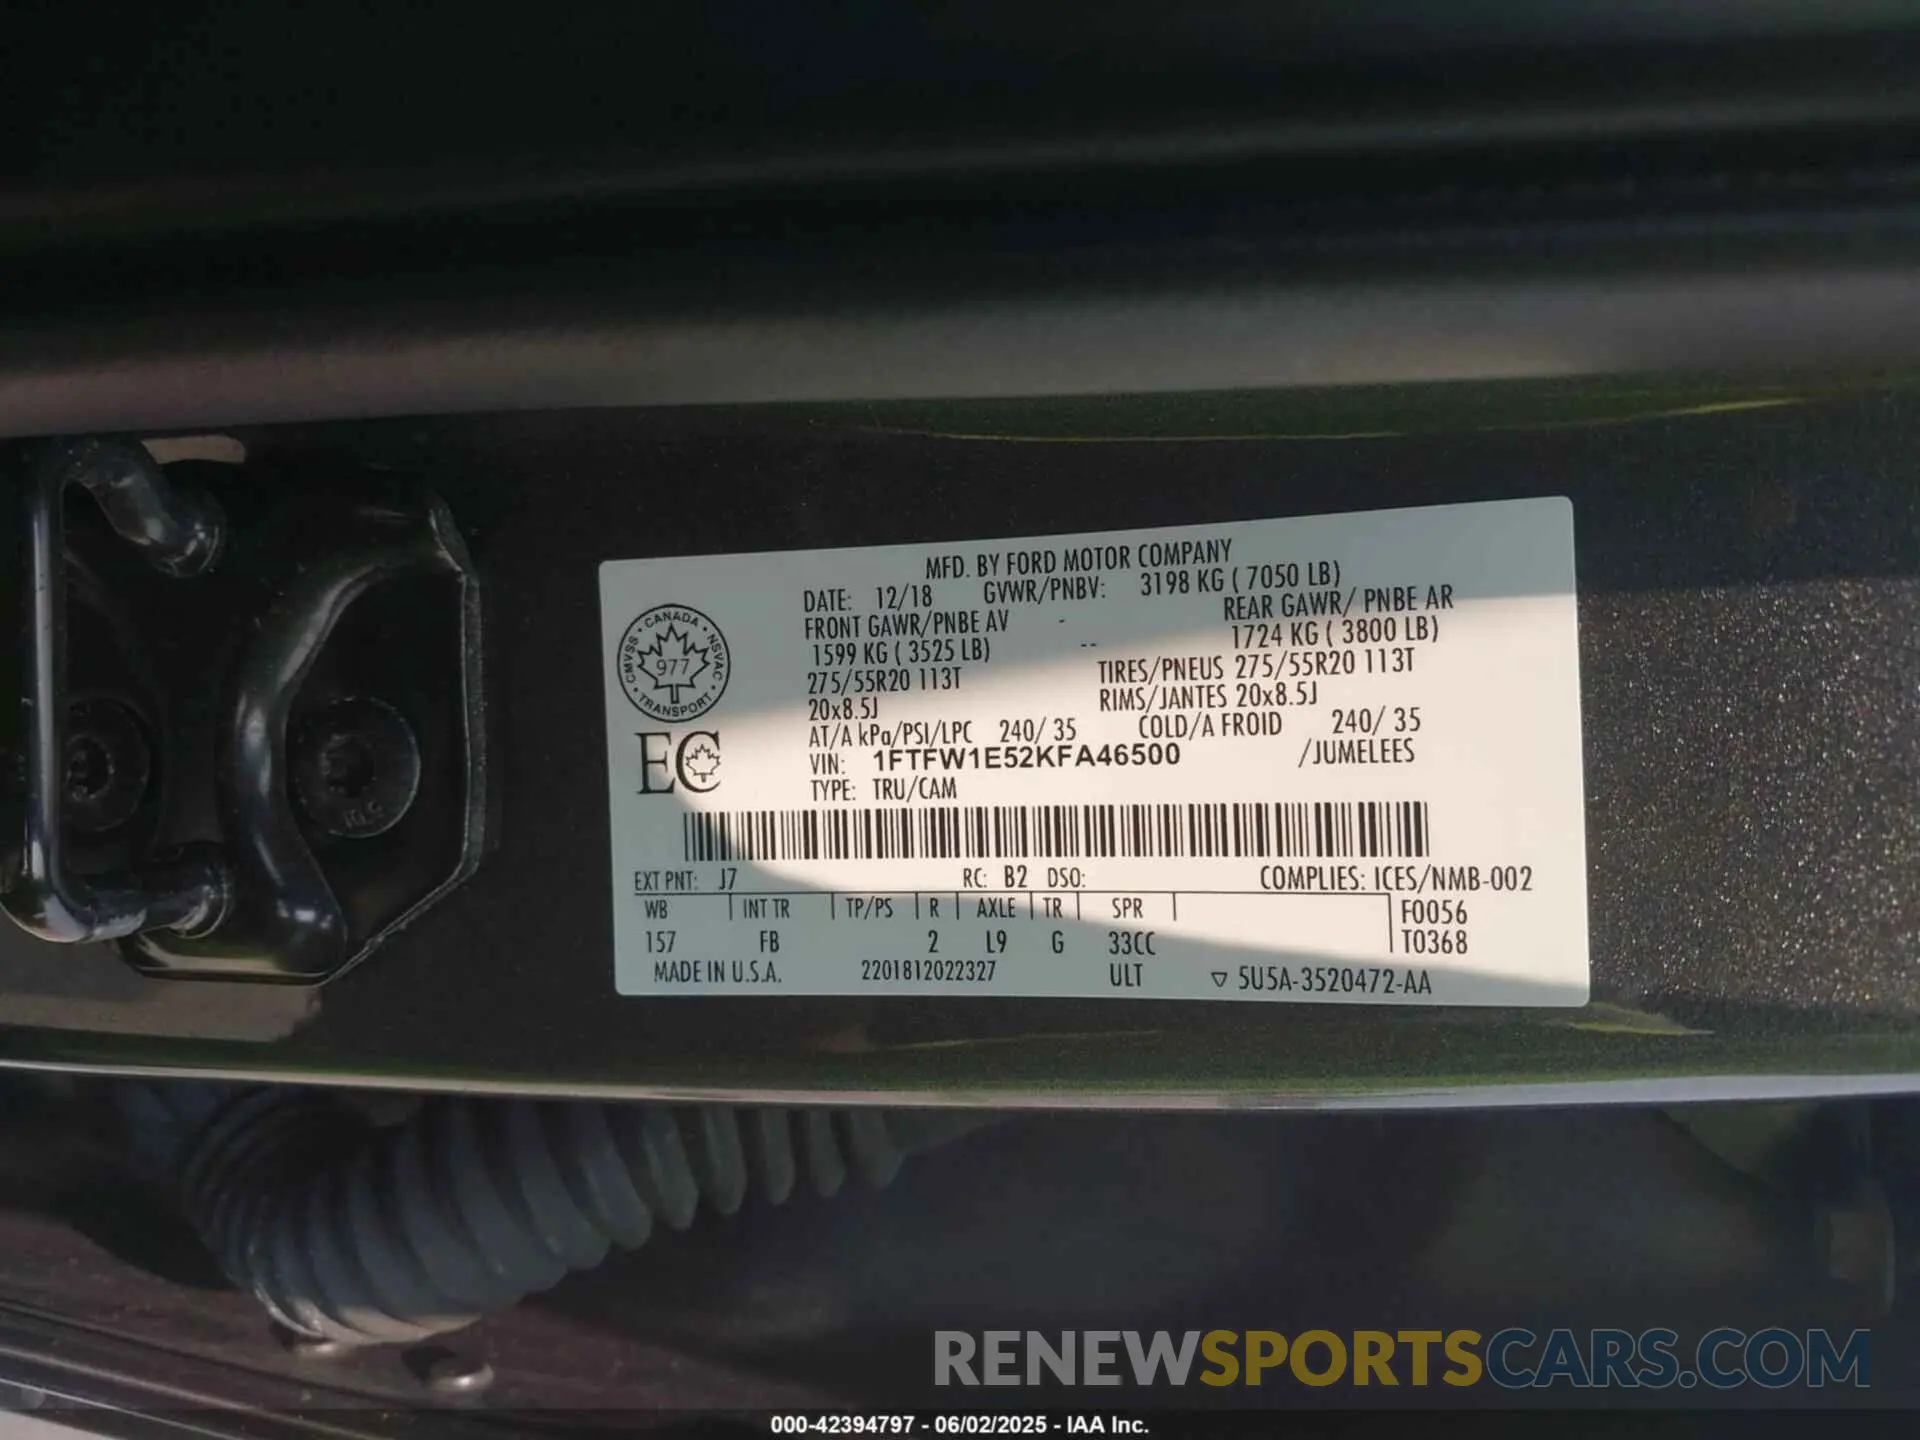 MFD. BY FORD MOTOR COMPANY
DATE: 12/18 GVWR/PNBV: 3198 KG ( 7050 LB)
FRONT GAWR/PNBE AV - REAR GAWR/ PNBE AR
1599 KG ( 3525 LB) -- 1724 KG ( 3800 LB)
275/55R20 113T TIRES/PNEUS 275/55R20 113T
20x8.5J RIMS/JANTES 20x8.5J
AT/A kPa/PSI/LPC 240/ 35 COLD/A FROID 240/ 35
VIN: 1FTFW1E52KFA46500 /JUMELEES
TYPE: TRU/CAM
CANADA · NSVAC · TRANSPORT · CMVSS ·
977
EC
EXT PNT: J7 RC: B2 DSO: COMPLIES: ICES/NMB-002
WB INT TR TP/PS R AXLE TR SPR F0056
157 FB 2 L9 G 33CC T0368
MADE IN U.S.A. 2201812022327 ULT ▽ 5U5A-3520472-AA
RENEWSPORTSCARS.COM
000-42394797 - 06/02/2025 - IAA Inc.